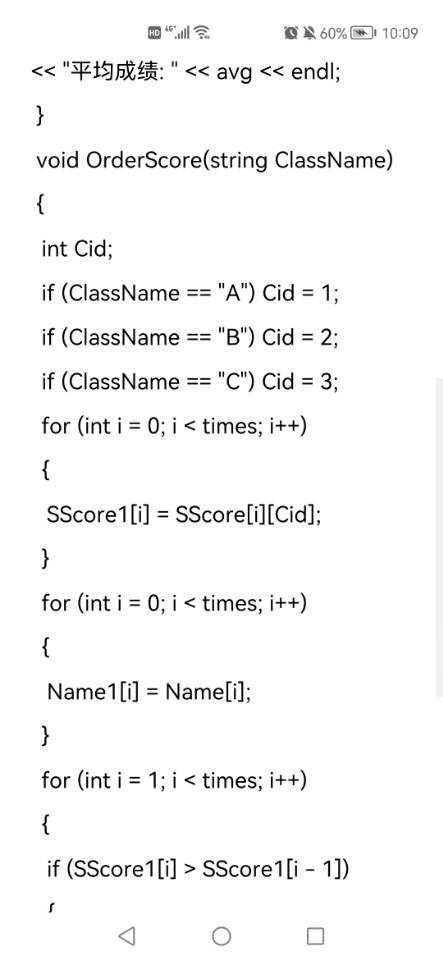 HD 46+ 60% 10:09
<< "平均成绩: " << avg << endl;
}
void OrderScore(string ClassName)
{
int Cid;
if (ClassName == "A") Cid = 1;
if (ClassName == "B") Cid = 2;
if (ClassName == "C") Cid = 3;
for (int i = 0; i < times; i++)
{
SScore1[i] = SScore[i][Cid];
}
for (int i = 0; i < times; i++)
{
Name1[i] = Name[i];
}
for (int i = 1; i < times; i++)
{
if (SScore1[i] > SScore1[i - 1])
{